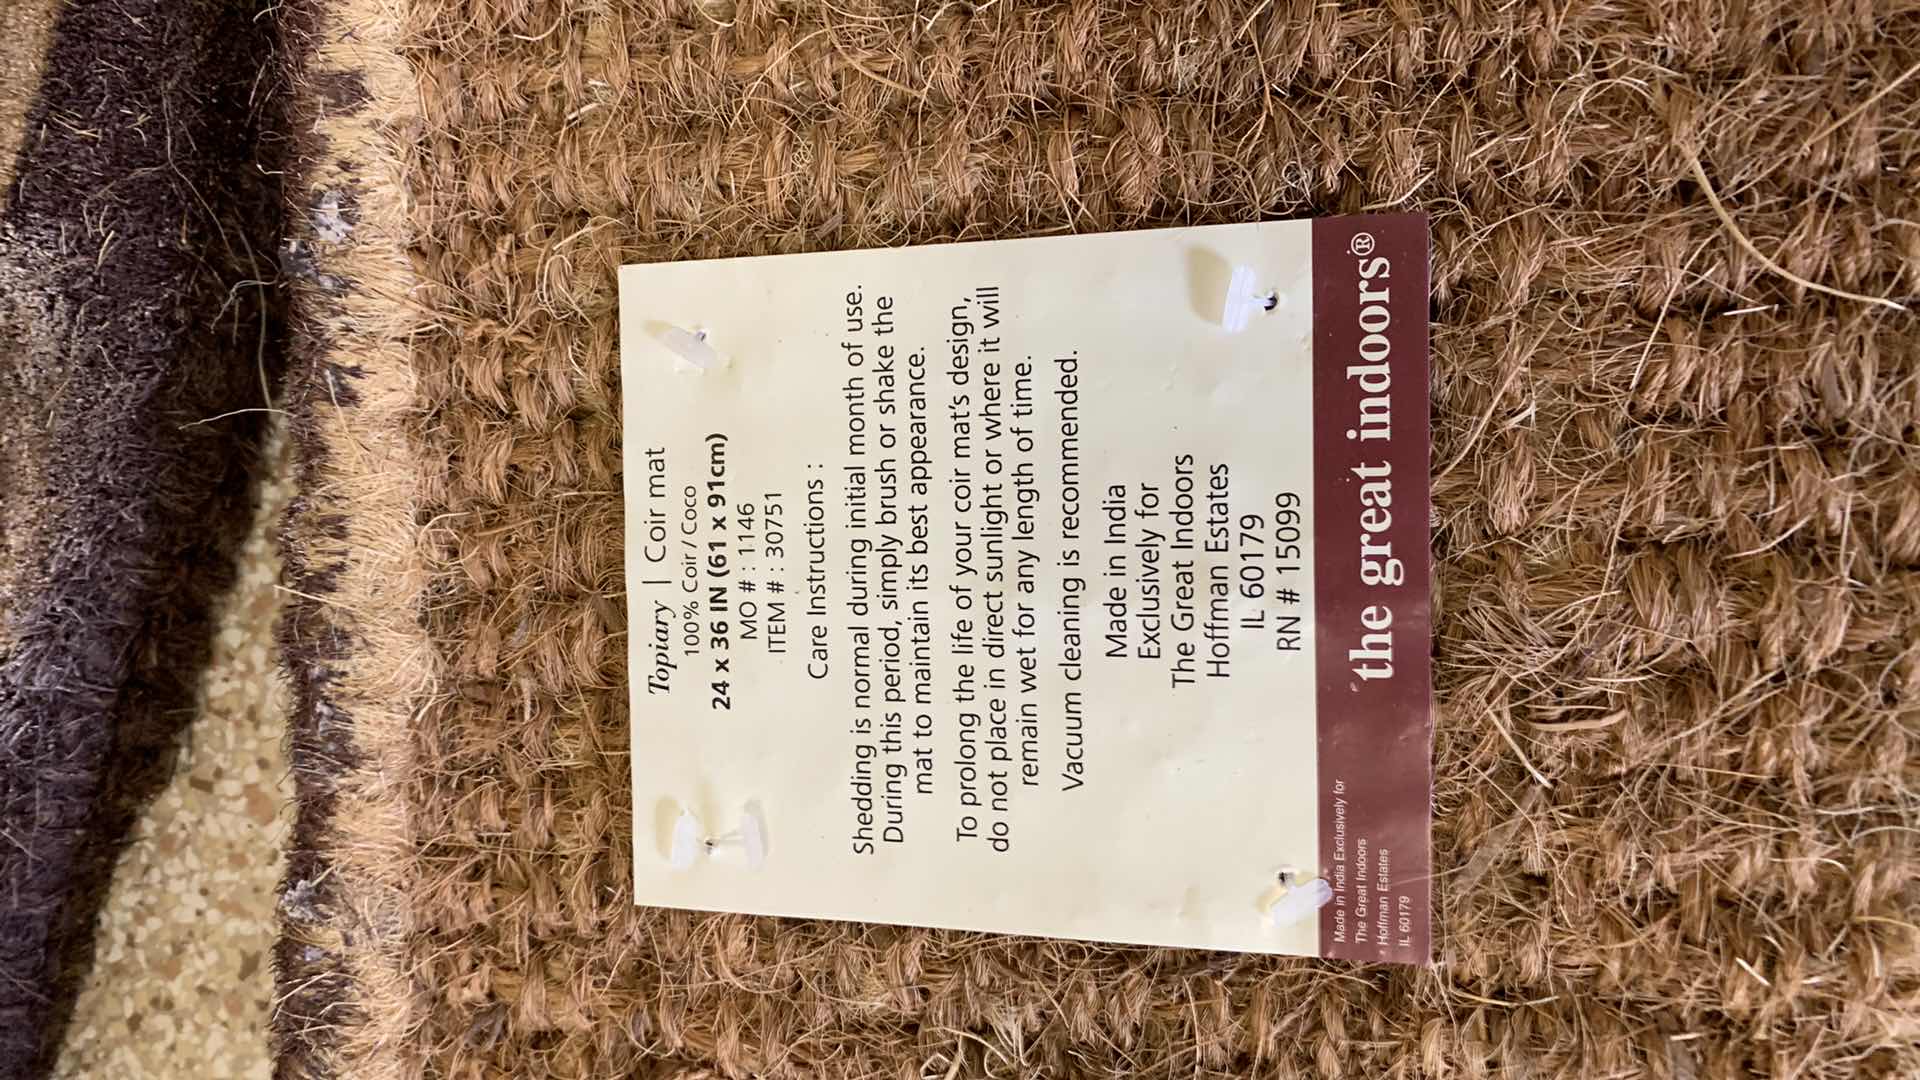 Topiary | Coir mat
100% Coir / Coco
24 x 36 IN (61 x 91cm)
MO # : 1146
ITEM # : 30751
Care Instructions :
Shedding is normal during initial month of use.
During this period, simply brush or shake the
mat to maintain its best appearance.
To prolong the life of your coir mat's design,
do not place in direct sunlight or where it will
remain wet for any length of time.
Vacuum cleaning is recommended.
Made in India
Exclusively for
The Great Indoors
Hoffman Estates
IL 60179
RN # 15099
Made in India Exclusively for
The Great Indoors
Hoffman Estates
IL 60179
the great indoors®